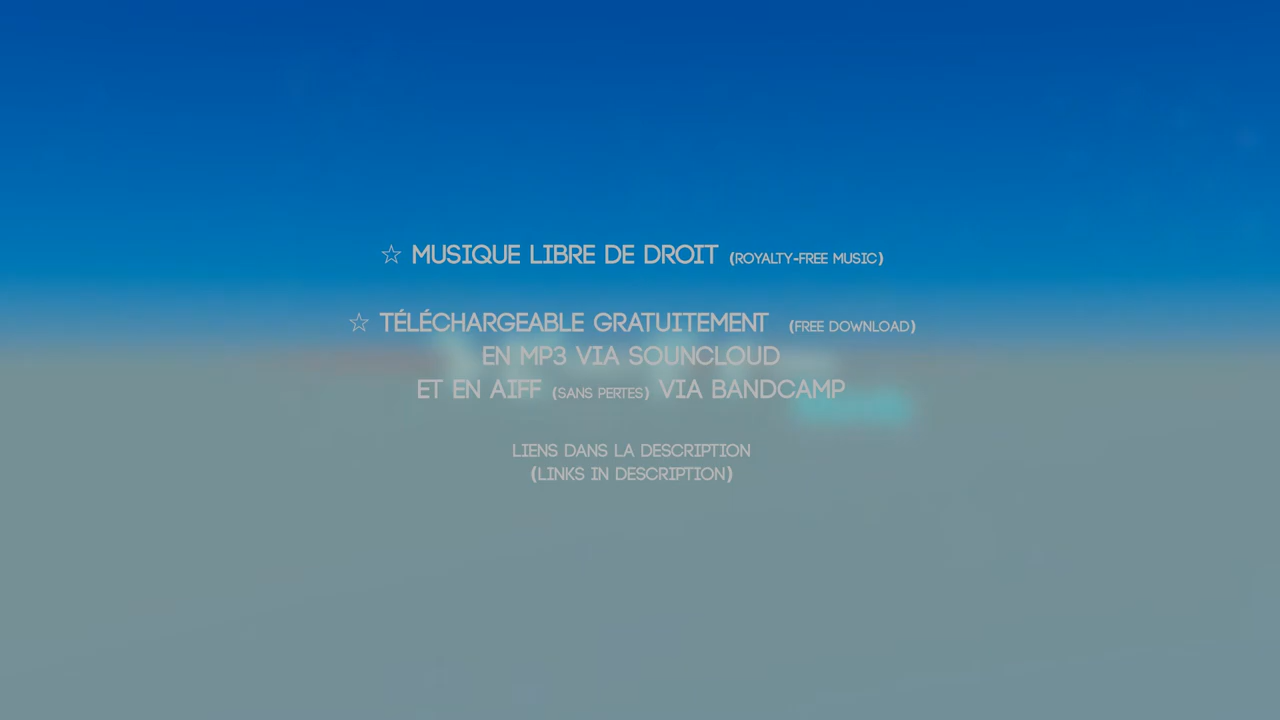 ☆ MUSIQUE LIBRE DE DROIT (ROYALTY-FREE MUSIC)
☆ TÉLÉCHARGEABLE GRATUITEMENT (FREE DOWNLOAD)
EN MP3 VIA SOUNCLOUD
ET EN AIFF (SANS PERTES) VIA BANDCAMP
LIENS DANS LA DESCRIPTION
(LINKS IN DESCRIPTION)